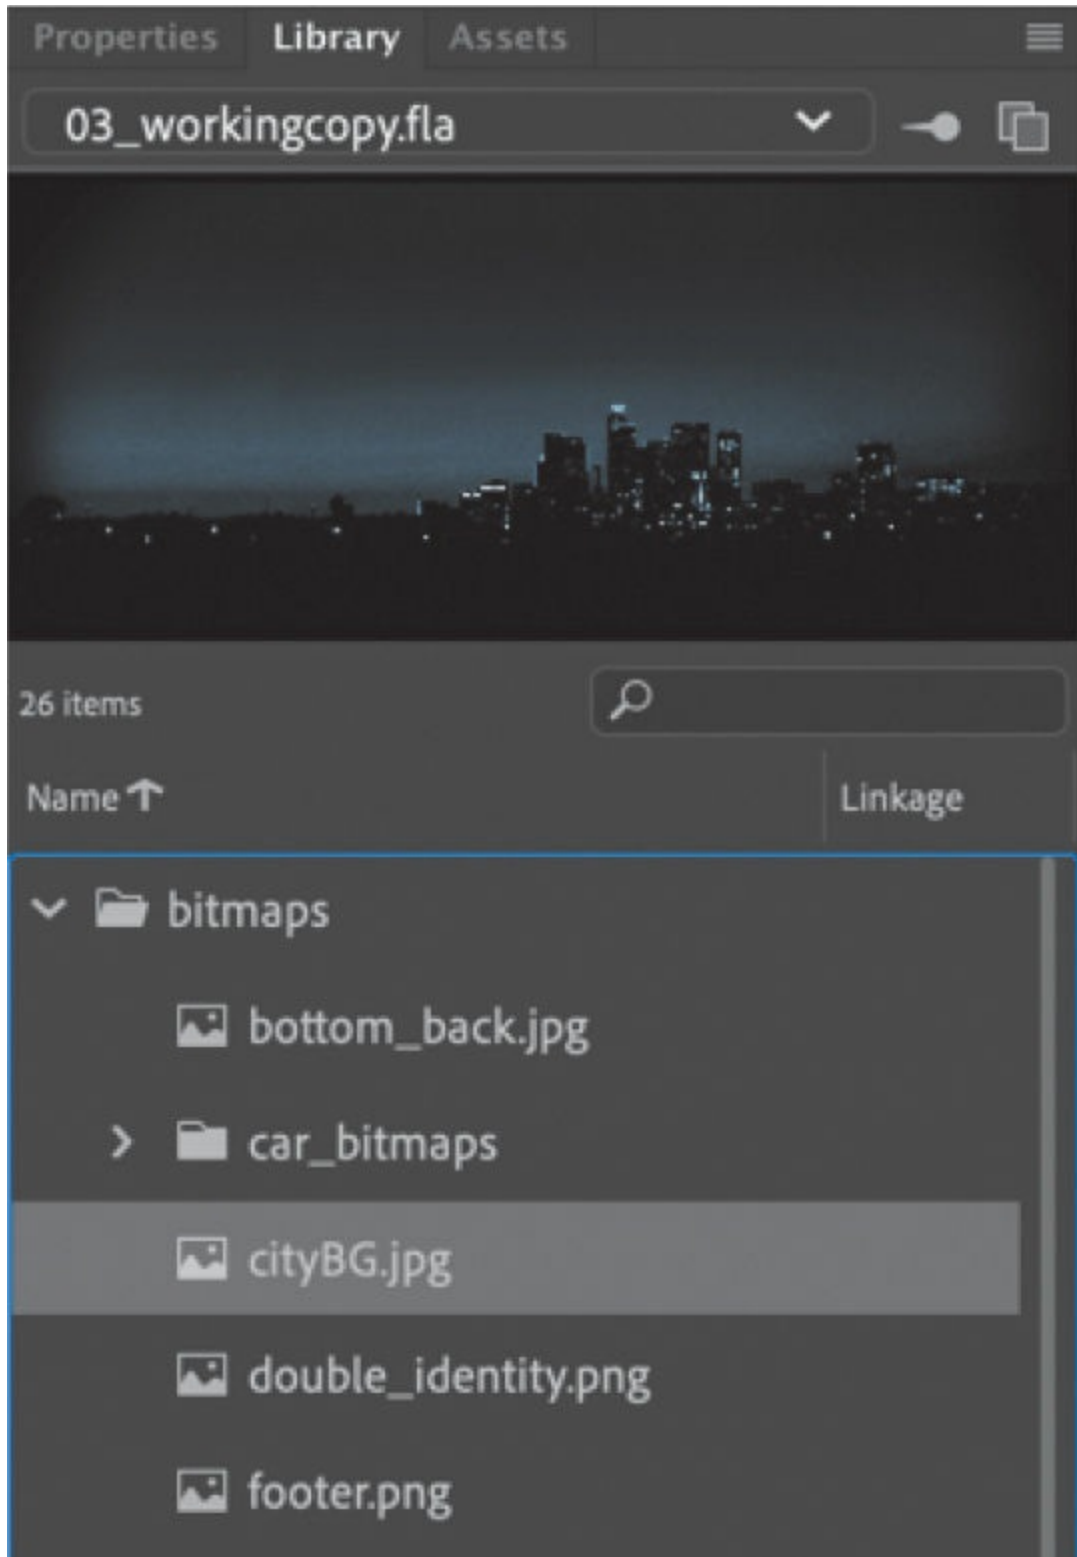 Properties Library Assets
03_workingcopy.fla
26 items
Name Linkage
bitmaps
bottom_back.jpg
car_bitmaps
cityBG.jpg
double_identity.png
footer.png